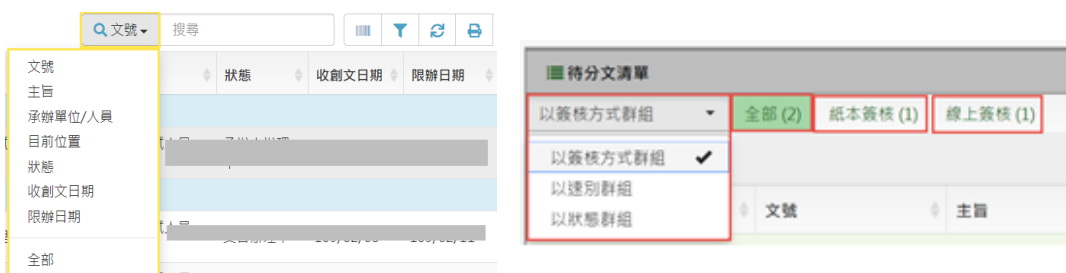 文號
搜尋
文號
主旨
承辦單位/人員
目前位置
狀態
收創文日期
限辦日期
全部
狀態 收創文日期 限辦日期
待分文清單
以簽核方式群組 全部 (2) 紙本簽核 (1) 線上簽核 (1)
以簽核方式群組
以速別群組
以狀態群組
文號 主旨